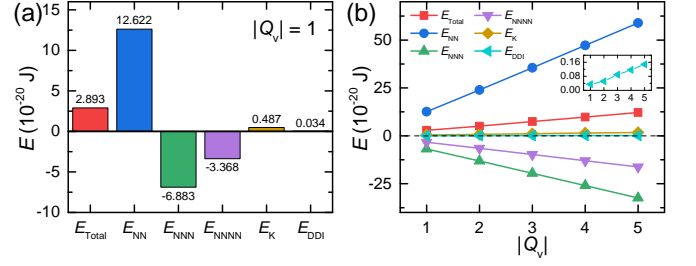 (a)
|Q_v| = 1
E (10^-20 J)
15
10
5
0
-5
-10
2.893
12.622
-6.883
-3.368
0.487
0.034
E_Total E_NN E_NNN E_NNNN E_K E_DDI
(b)
E_Total E_NNNN
E_NN E_K
E_NNN E_DDI
E (10^-20 J)
50
25
0
-25
0.16
0.08
0.00
1 2 3 4 5
1 2 3 4 5
|Q_v|